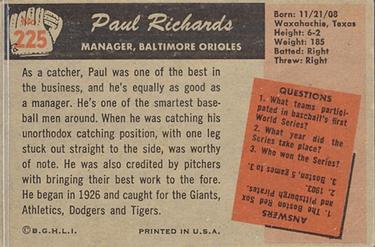 No.
225
Paul Richards
MANAGER, BALTIMORE ORIOLES
Born: 11/21/08
Waxahachie, Texas
Height: 6-2
Weight: 185
Batted: Right
Threw: Right
As a catcher, Paul was one of the best in
the business, and he's equally as good as
a manager. He's one of the smartest base-
ball men around. When he was catching his
unorthodox catching position, with one leg
stuck out straight to the side, was worthy
of note. He was also credited by pitchers
with bringing their best work to the fore.
He began in 1926 and caught for the Giants,
Athletics, Dodgers and Tigers.
QUESTIONS
1. What teams partici-
pated in baseball's first
World Series?
2. What year did the
Series take place?
3. Who won the Series?
ANSWERS
1. The Boston Red Sox
and Pittsburgh Pirates.
2. 1903.
3. Boston, 5 games to
©B.G.H.L.I.
PRINTED IN U.S.A.